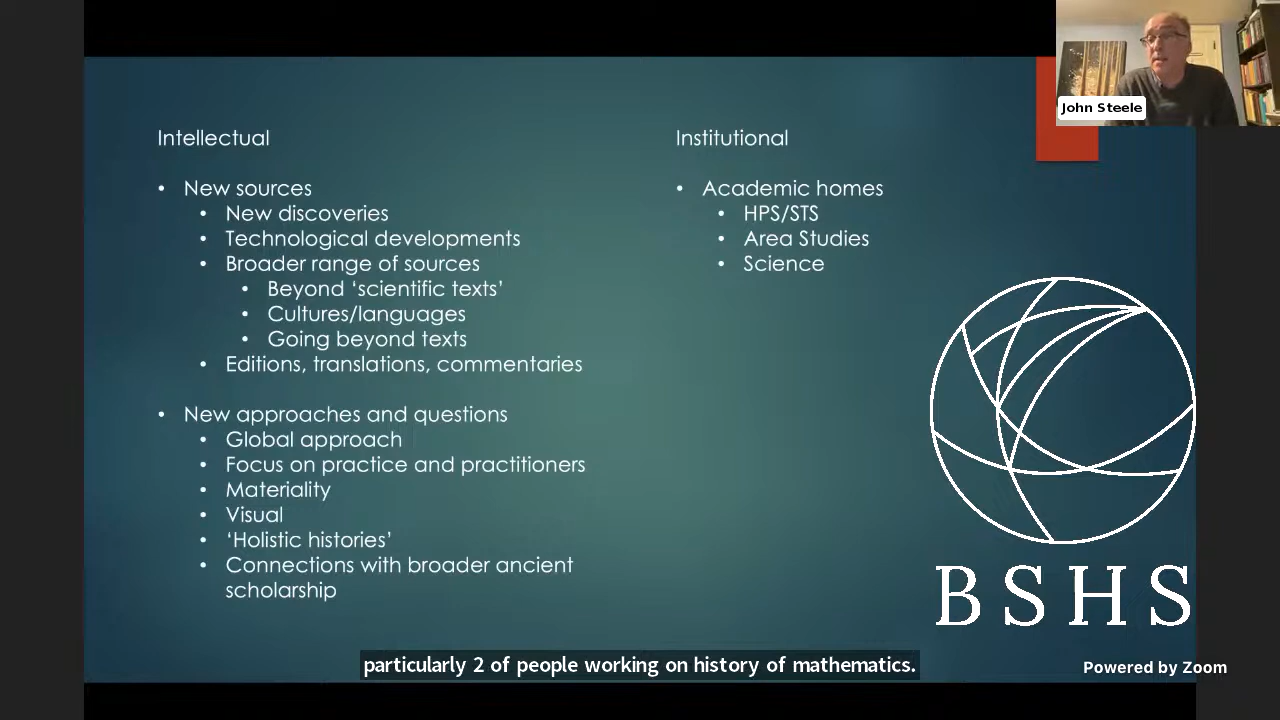 John Steele
Intellectual
• New sources
• New discoveries
• Technological developments
• Broader range of sources
• Beyond ‘scientific texts’
• Cultures/languages
• Going beyond texts
• Editions, translations, commentaries
• New approaches and questions
• Global approach
• Focus on practice and practitioners
• Materiality
• Visual
• ‘Holistic histories’
• Connections with broader ancient
scholarship
Institutional
• Academic homes
• HPS/STS
• Area Studies
• Science
BSHS
particularly 2 of people working on history of mathematics.
Powered by Zoom